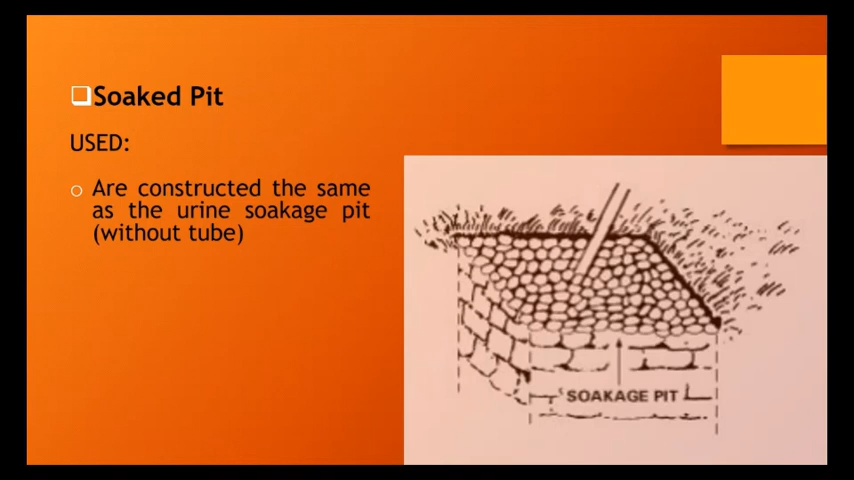 Soaked Pit
USED:
Are constructed the same
as the urine soakage pit
(without tube)
SOAKAGE PIT